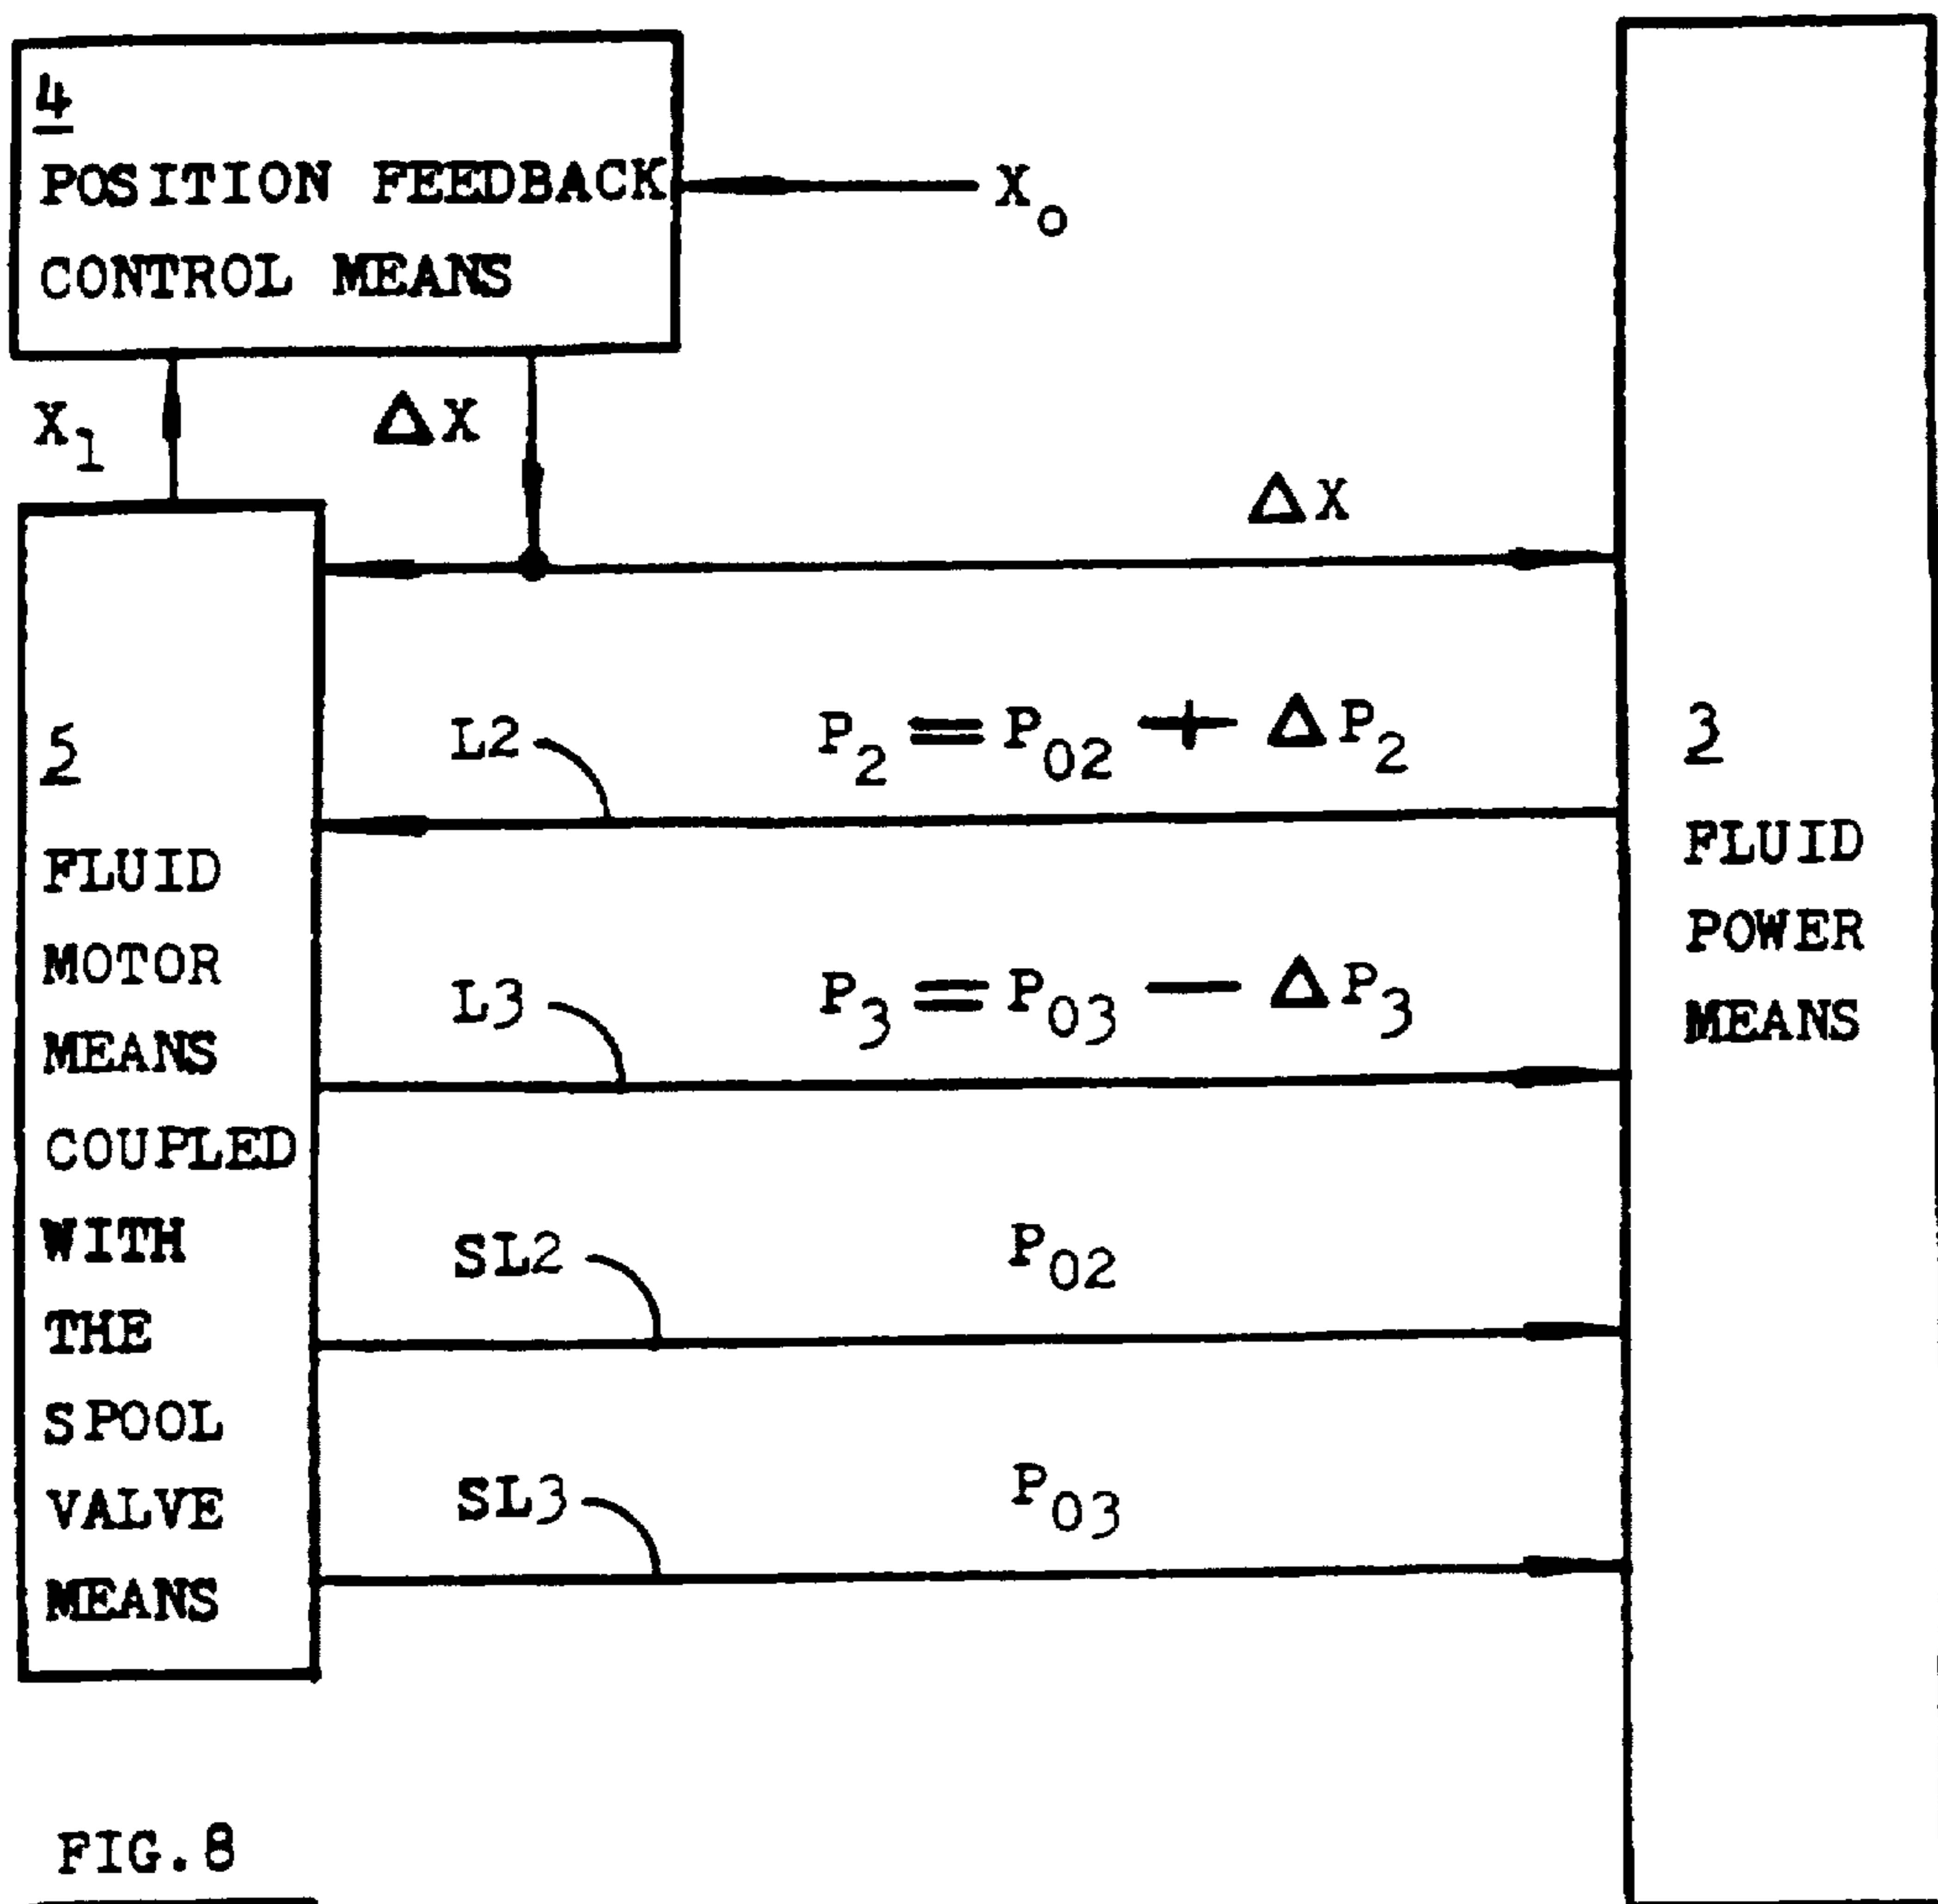 4
POSITION FEEDBACK
CONTROL MEANS
X₀
X₁
ΔX
ΔX
5
FLUID
MOTOR
MEANS
COUPLED
WITH
THE
SPOOL
VALVE
MEANS
L2
P₂ = P₀₂ + ΔP₂
L3
P₃ = P₀₃ — ΔP₃
SL2
P₀₂
SL3
P₀₃
2
FLUID
POWER
MEANS
FIG.8